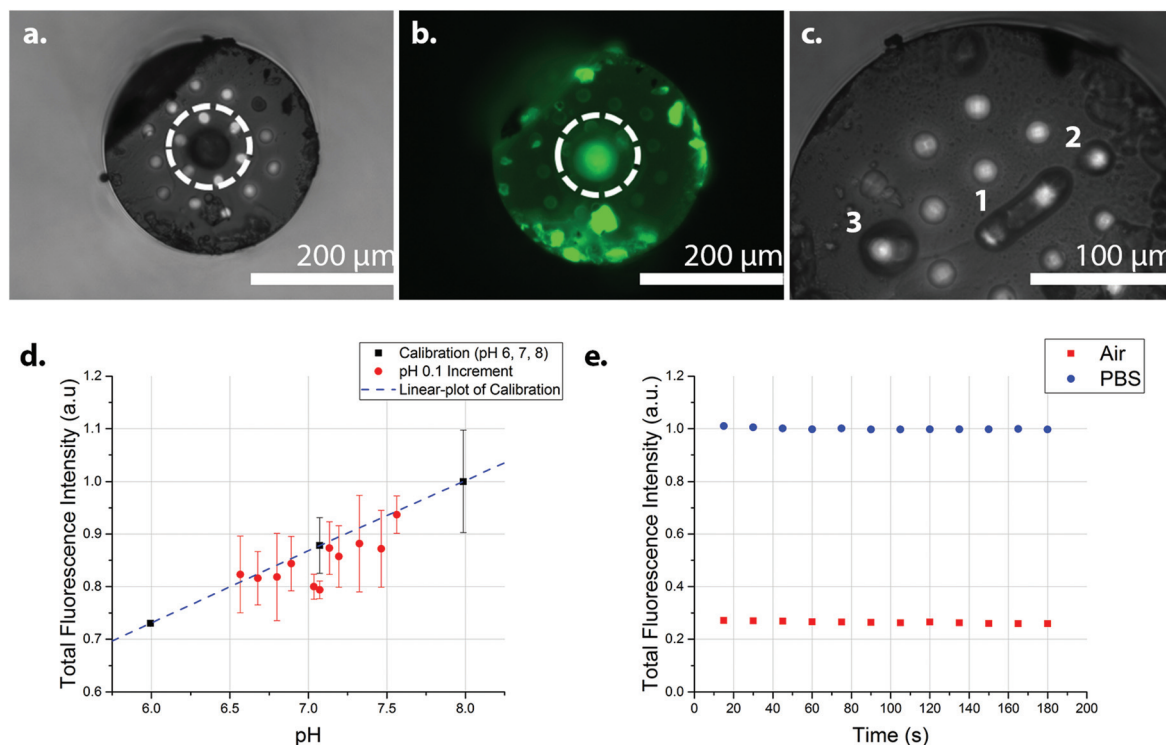 a.
200 μm
b.
200 μm
c.
1
2
3
100 μm
d.
Calibration (pH 6, 7, 8)
pH 0.1 Increment
Linear-plot of Calibration
Total Fluorescence Intensity (a.u)
1.2
1.1
1.0
0.9
0.8
0.7
0.6
6.0 6.5 7.0 7.5 8.0
pH
e.
Air
PBS
Total Fluorescence Intensity (a.u.)
1.2
1.0
0.8
0.6
0.4
0.2
0.0
0 20 40 60 80 100 120 140 160 180 200
Time (s)